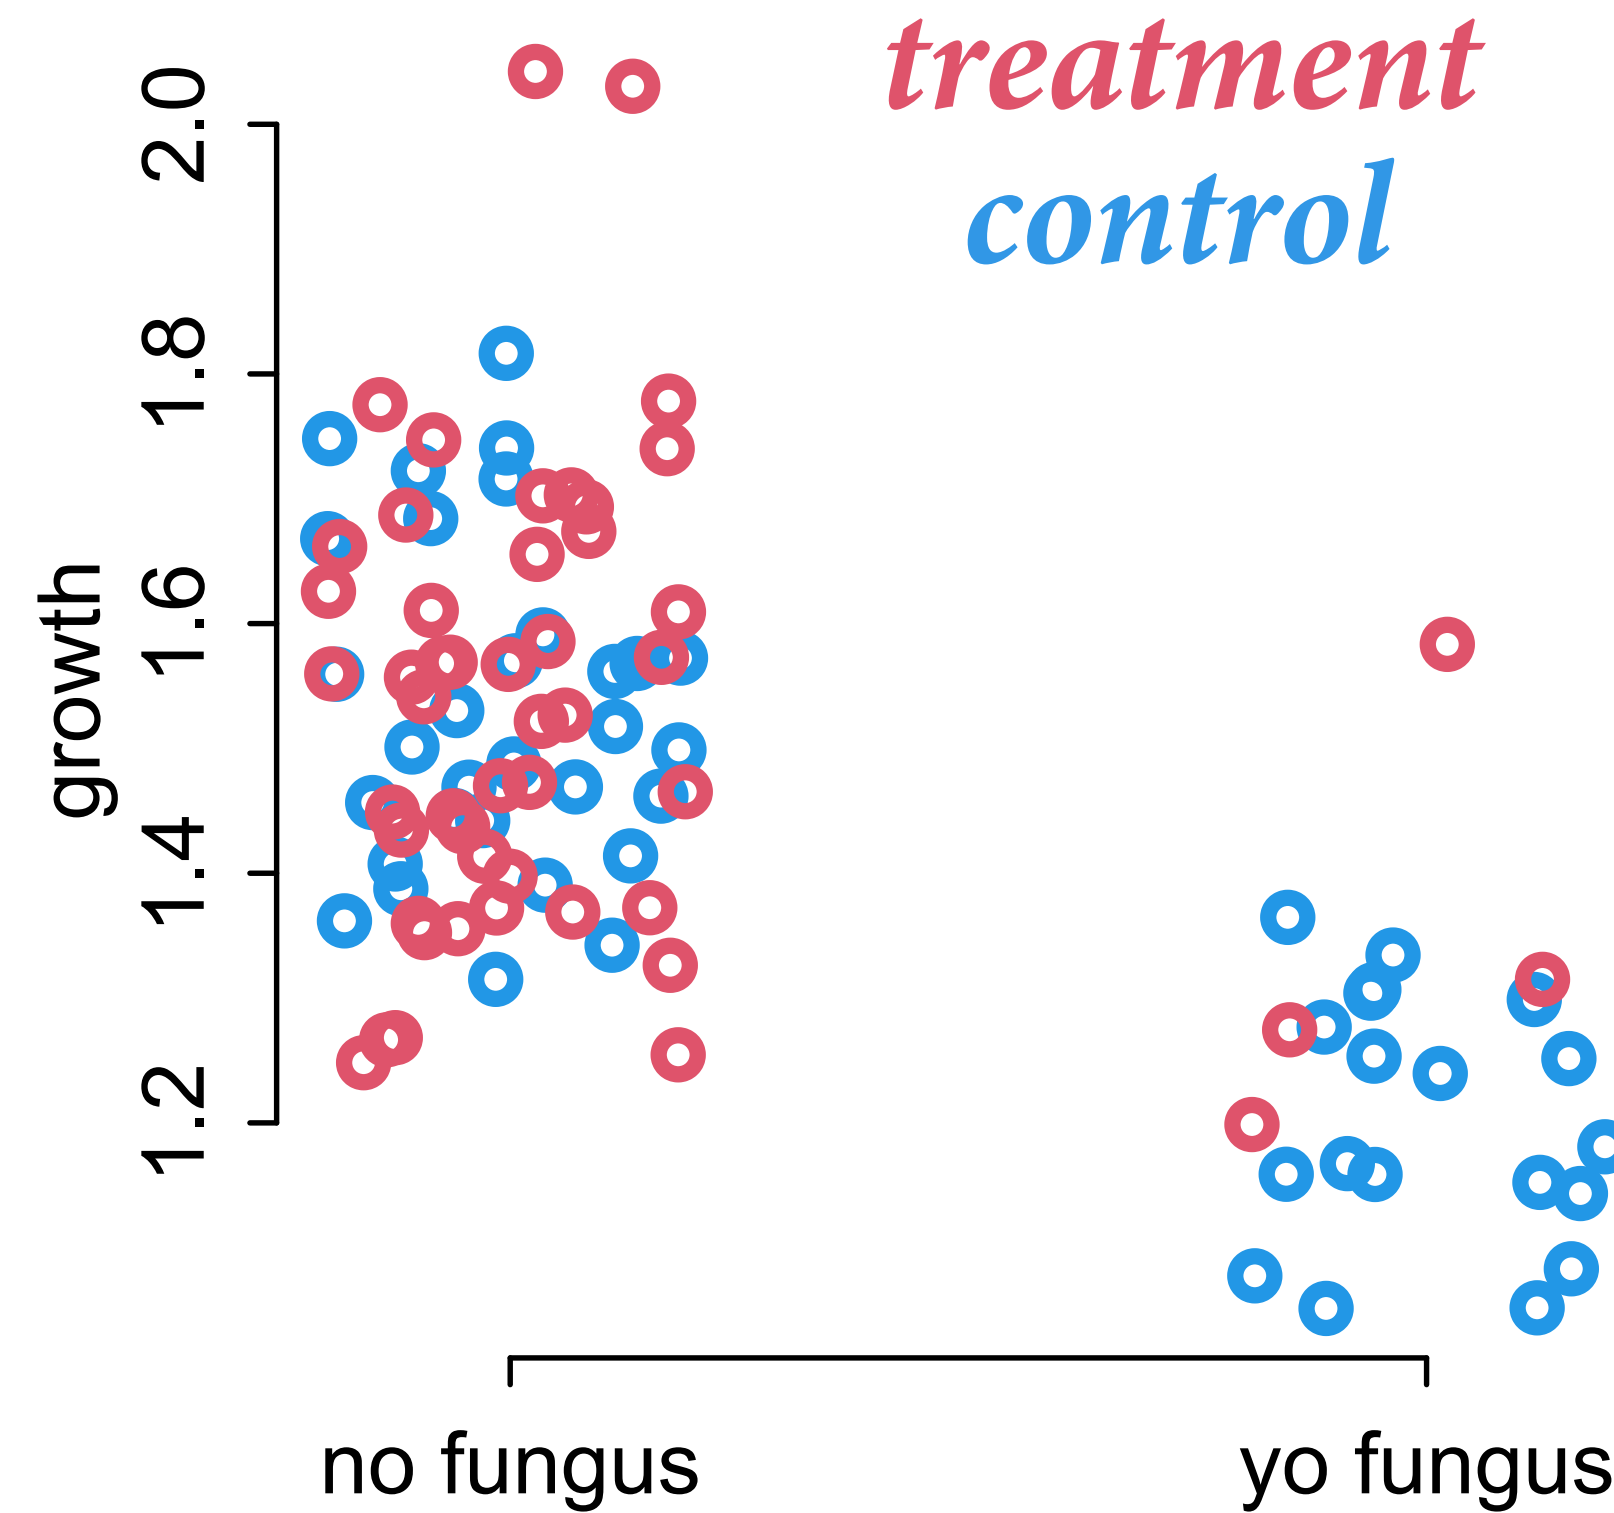 treatment
control
2.0
1.8
1.6
1.4
1.2
growth
no fungus
yo fungus